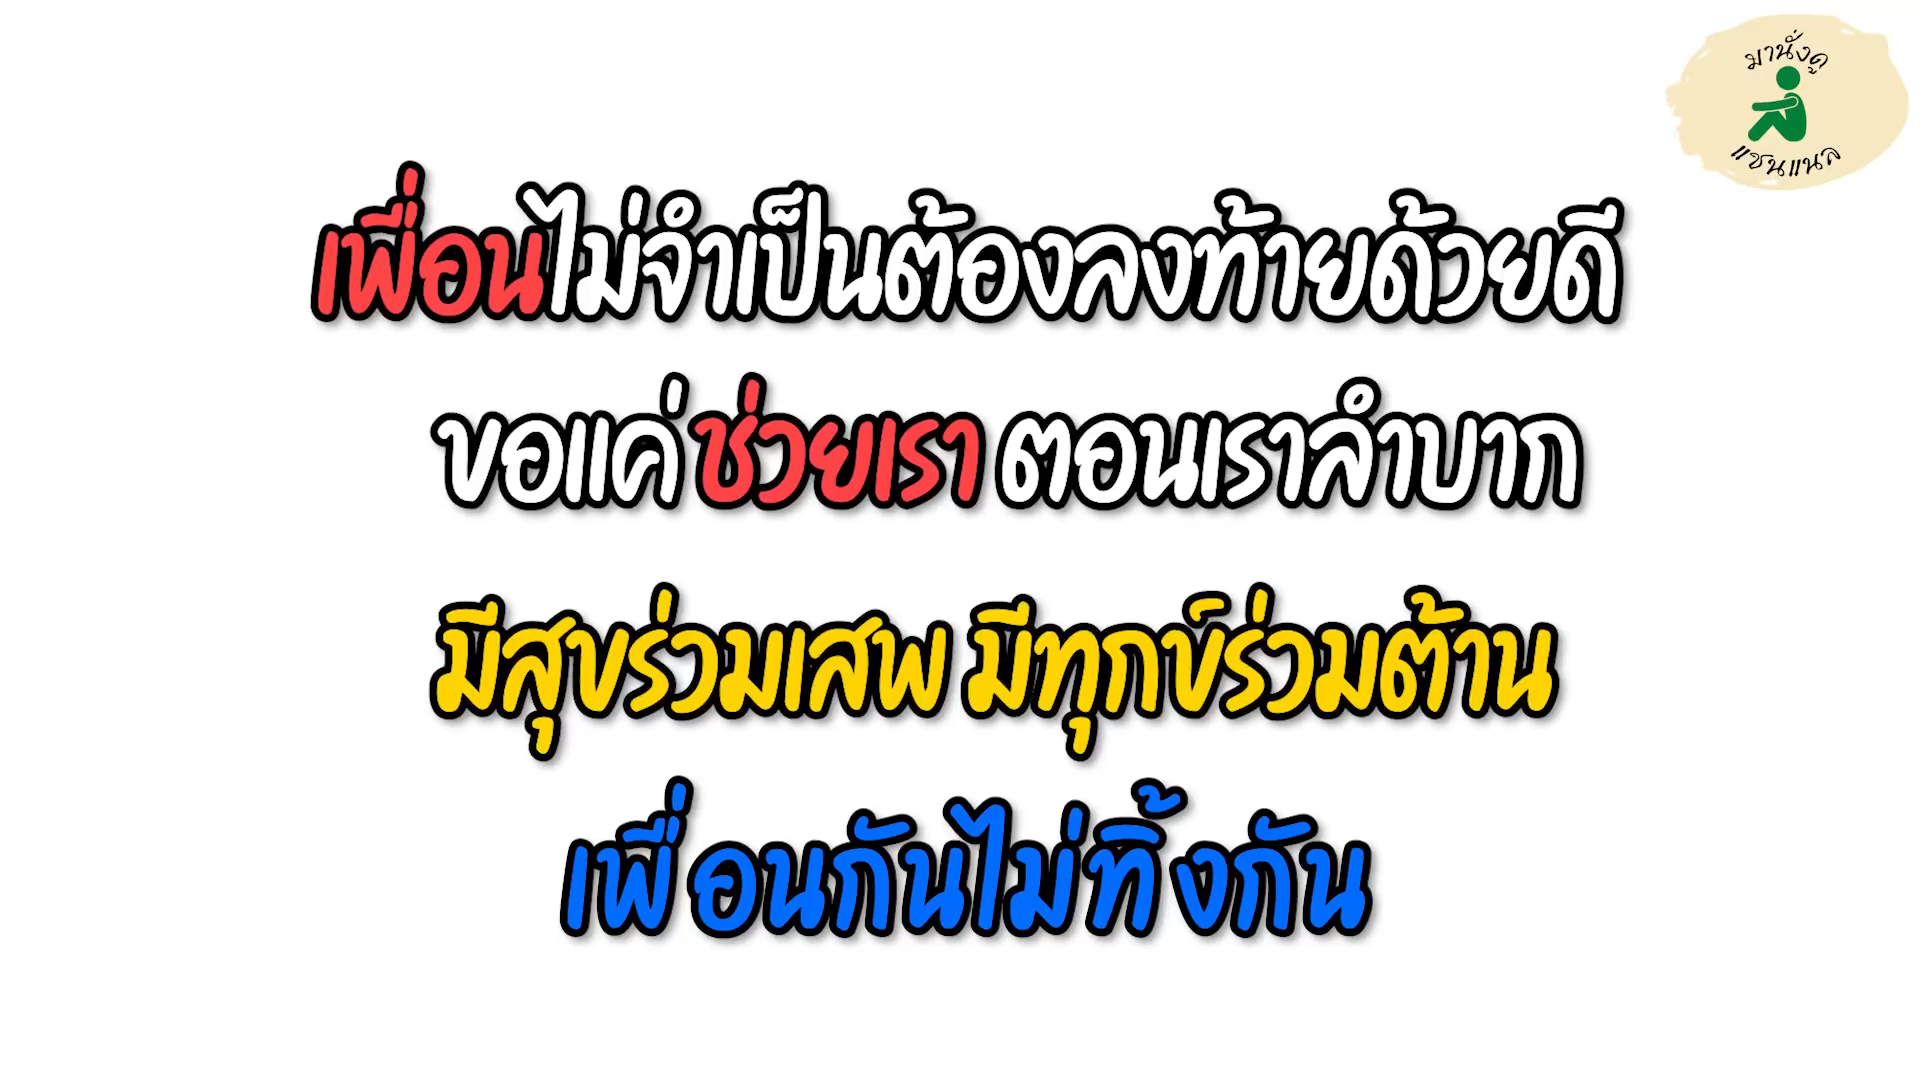 มานั่งดู
แชนแนล
เพื่อนไม่จำเป็นต้องลงท้ายด้วยดี
ขอแค่ ช่วยเรา ตอนเราลำบาก
มีสุขร่วมเสพ มีทุกข์ร่วมต้าน
เพื่อนกันไม่ทิ้งกัน